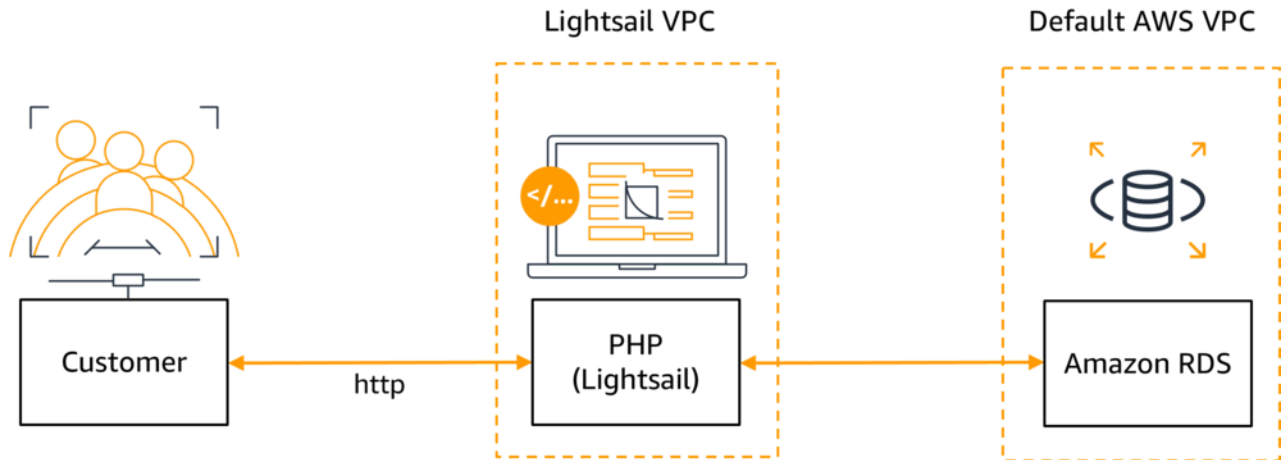 Lightsail VPC
Default AWS VPC
</...
Customer
http
PHP
(Lightsail)
Amazon RDS